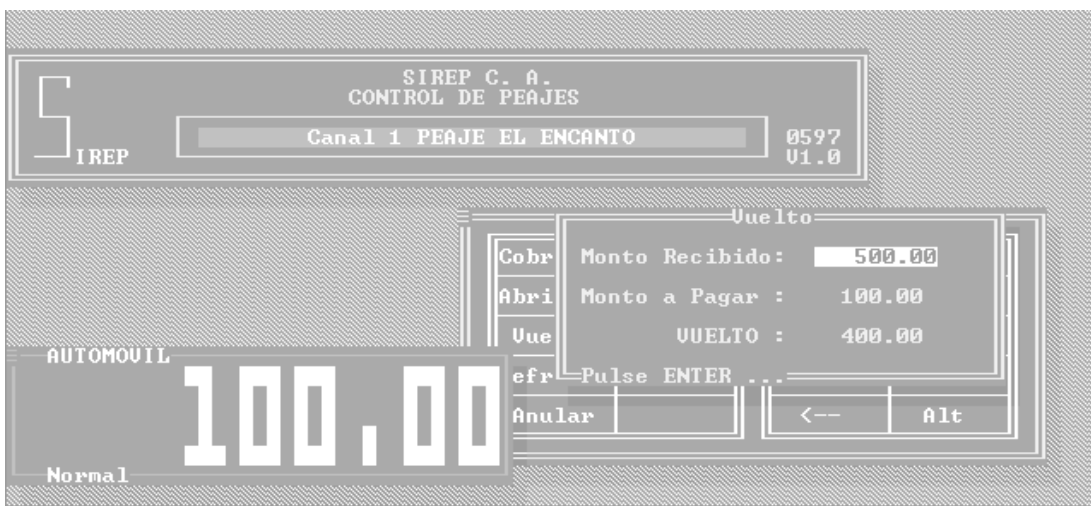 SIREP C. A.
CONTROL DE PEAJES
Canal 1 PEAJE EL ENCANTO
SIREP
0597
V1.0
Vuelto
Cobr
Monto Recibido: 500.00
Abri
Monto a Pagar : 100.00
Vue
VUELTO : 400.00
AUTOMOVIL
100,00
Normal
efr
Pulse ENTER ...
Anular
<--
Alt